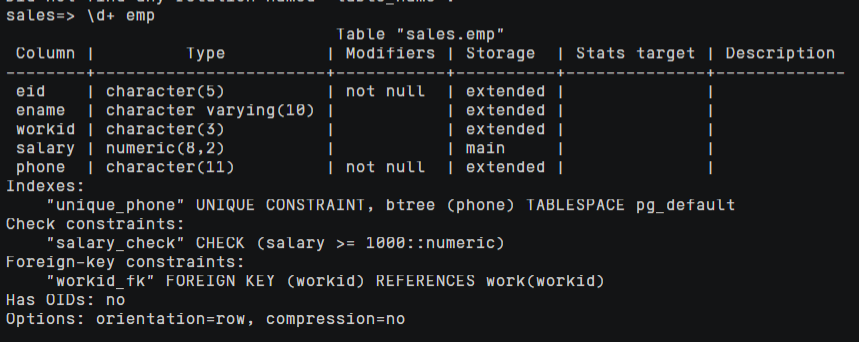 sales=> \d+ emp
                                  Table "sales.emp"
 Column |         Type          | Modifiers | Storage  | Stats target | Description
--------+-----------------------+-----------+----------+--------------+-------------
 eid    | character(5)          | not null  | extended |              |
 ename  | character varying(10) |           | extended |              |
 workid | character(3)          |           | extended |              |
 salary | numeric(8,2)          |           | main     |              |
 phone  | character(11)         | not null  | extended |              |
Indexes:
    "unique_phone" UNIQUE CONSTRAINT, btree (phone) TABLESPACE pg_default
Check constraints:
    "salary_check" CHECK (salary >= 1000::numeric)
Foreign-key constraints:
    "workid_fk" FOREIGN KEY (workid) REFERENCES work(workid)
Has OIDs: no
Options: orientation=row, compression=no